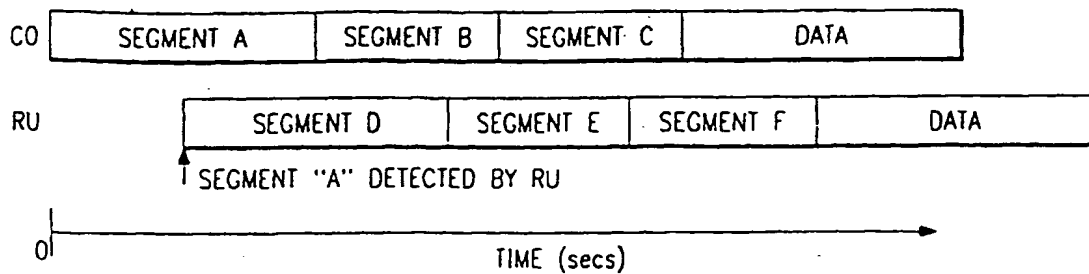 CO SEGMENT A SEGMENT B SEGMENT C DATA
RU SEGMENT D SEGMENT E SEGMENT F DATA
SEGMENT "A" DETECTED BY RU
0
TIME (secs)